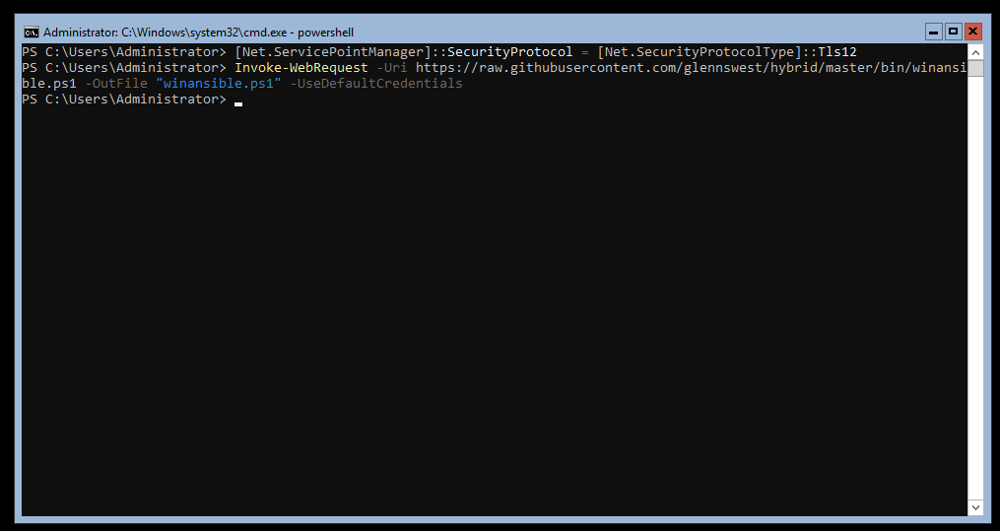 Administrator: C:\Windows\system32\cmd.exe - powershell
PS C:\Users\Administrator> [Net.ServicePointManager]::SecurityProtocol = [Net.SecurityProtocolType]::Tls12
PS C:\Users\Administrator> Invoke-WebRequest -Uri https://raw.githubusercontent.com/glennswest/hybrid/master/bin/winansi
ble.ps1 -OutFile "winansible.ps1" -UseDefaultCredentials
PS C:\Users\Administrator>